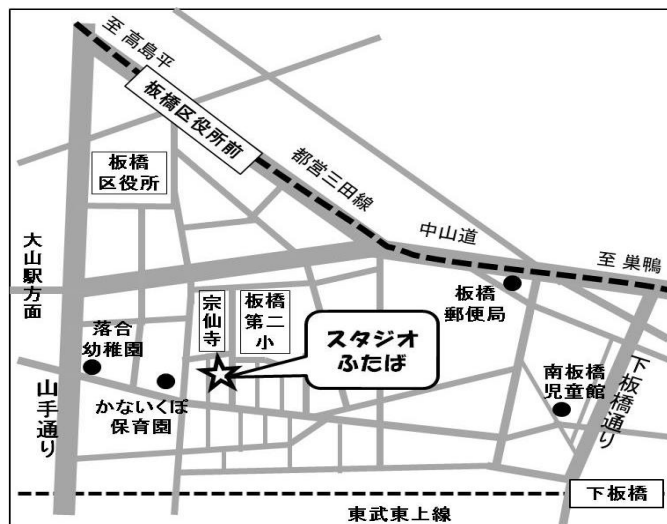 至 高島平
板橋区役所前
板橋
区役所
都営三田線
中山道
至 巣鴨
大山駅方面
宗仙寺
板橋
第二
小
板橋
郵便局
スタジオ
ふたば
落合
幼稚園
山手通り
かないくぼ
保育園
南板橋
児童館
下板橋通り
下板橋
東武東上線